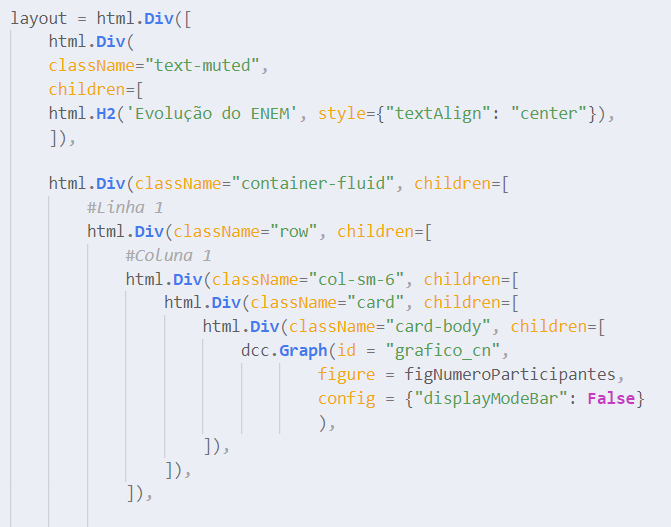 layout = html.Div([
    html.Div(
    className="text-muted",
    children=[
    html.H2('Evolução do ENEM', style={"textAlign": "center"}),
    ]),

    html.Div(className="container-fluid", children=[
        #Linha 1
        html.Div(className="row", children=[
            #Coluna 1
            html.Div(className="col-sm-6", children=[
                html.Div(className="card", children=[
                    html.Div(className="card-body", children=[
                        dcc.Graph(id = "grafico_cn",
                                figure = figNumeroParticipantes,
                                config = {"displayModeBar": False}
                                ),
                    ]),
                ]),
            ]),